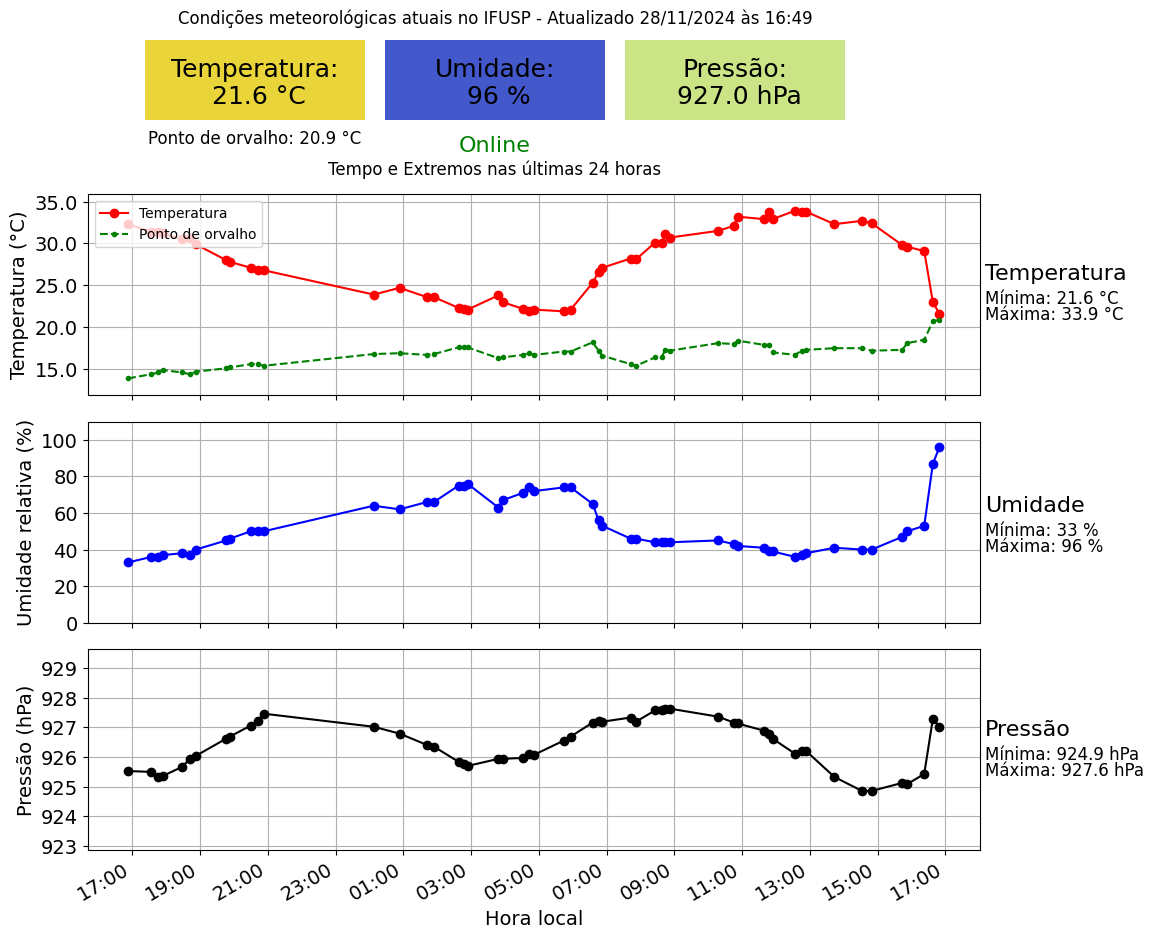 Condições meteorológicas atuais no IFUSP - Atualizado 28/11/2024 às 16:49
Temperatura:
21.6 °C
Umidade:
96 %
Pressão:
927.0 hPa
Ponto de orvalho: 20.9 °C
Online
Tempo e Extremos nas últimas 24 horas
Temperatura (°C)
35.0
30.0
25.0
20.0
15.0
Temperatura
Ponto de orvalho
Temperatura
Mínima: 21.6 °C
Máxima: 33.9 °C
Umidade relativa (%)
100
80
60
40
20
0
Umidade
Mínima: 33 %
Máxima: 96 %
Pressão (hPa)
929
928
927
926
925
924
923
Pressão
Mínima: 924.9 hPa
Máxima: 927.6 hPa
17:00 19:00 21:00 23:00 01:00 03:00 05:00 07:00 09:00 11:00 13:00 15:00 17:00
Hora local